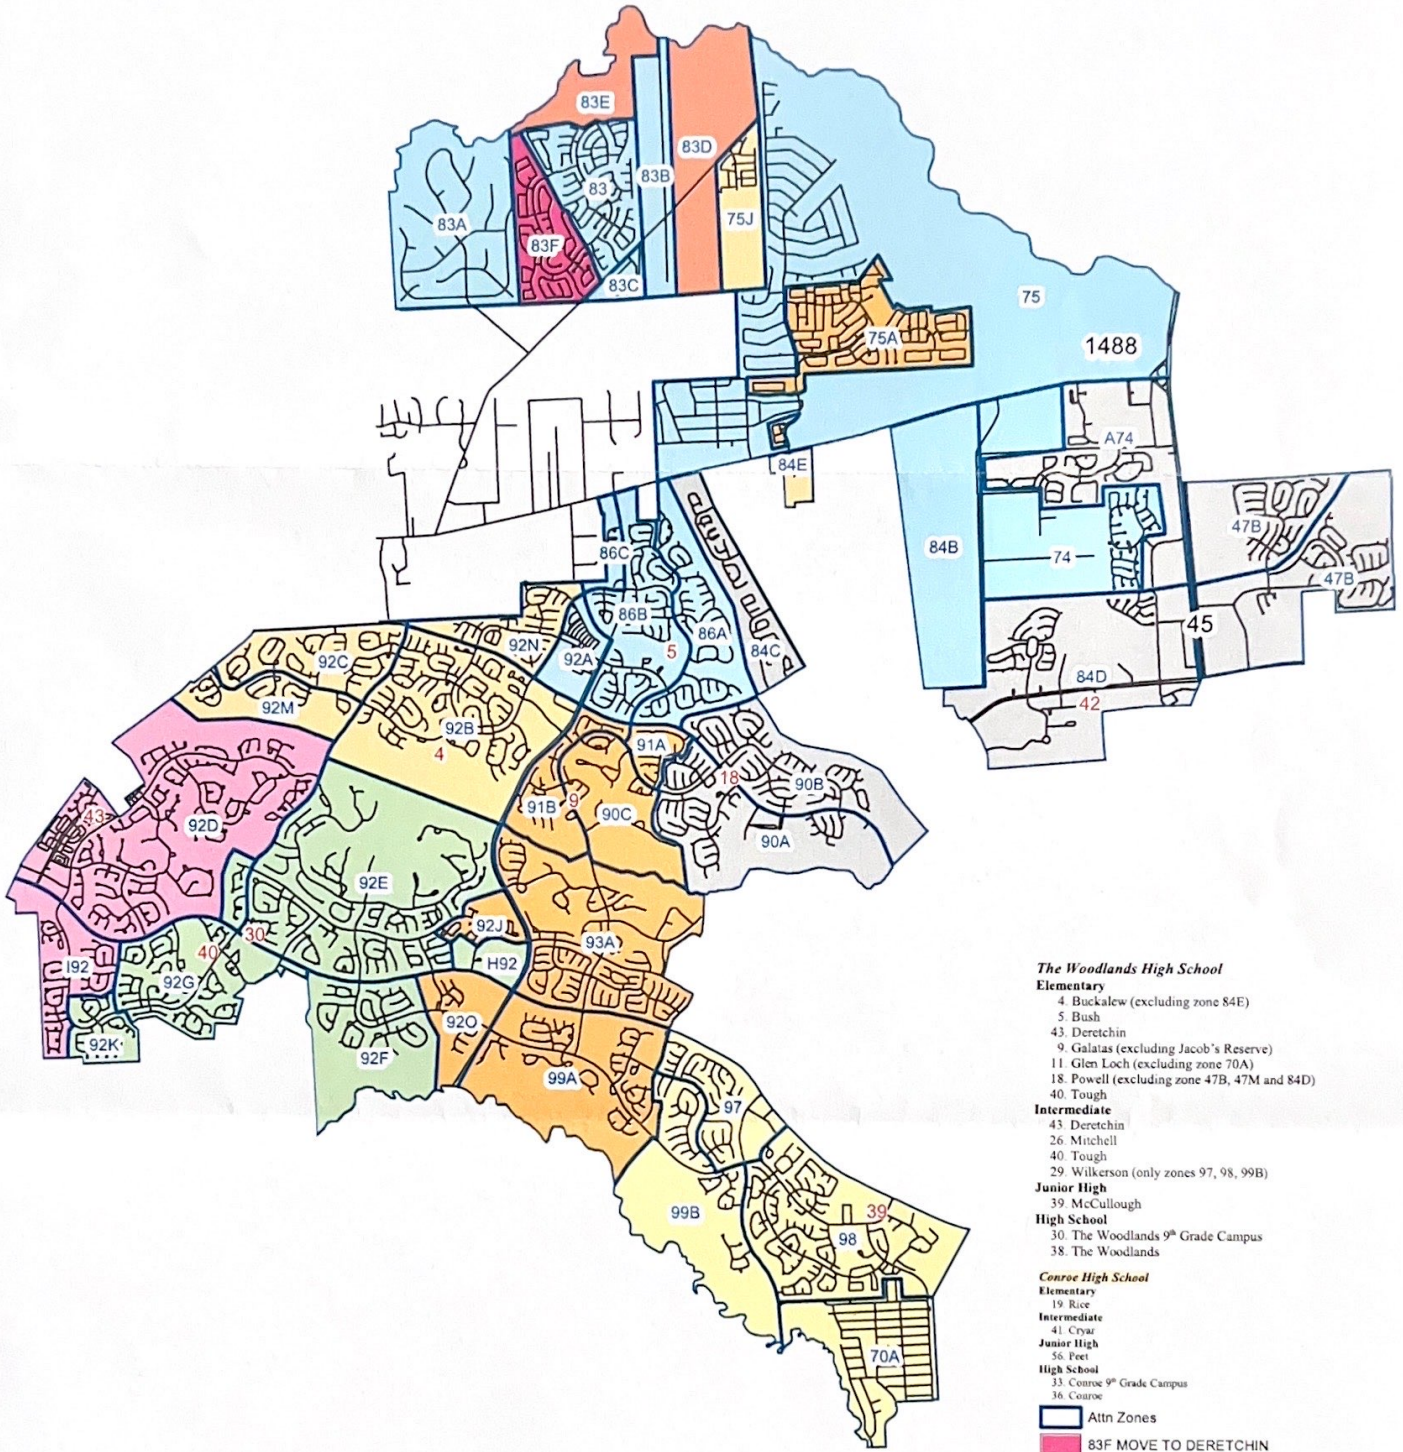 83E
83D
83B
83
83A
75J
83F
83C
75
75A
1488
A74
84E
47B
84B
86C
74
47B
86B
86A
45
92N
5
84C
92C
92A
84D
42
92M
92B
91A
4
18
90B
9
91B
43
92D
90C
90A
92E
92J
30
93A
40
H92
I92
92G
92O
92K
92F
99A
97
99B
39
98
70A
The Woodlands High School
Elementary
4. Buckalew (excluding zone 84E)
5. Bush
43. Deretchin
9. Galatas (excluding Jacob's Reserve)
11. Glen Loch (excluding zone 70A)
18. Powell (excluding zone 47B, 47M and 84D)
40. Tough
Intermediate
43. Deretchin
26. Mitchell
40. Tough
29. Wilkerson (only zones 97, 98, 99B)
Junior High
39. McCullough
High School
30. The Woodlands 9th Grade Campus
38. The Woodlands
Conroe High School
Elementary
19. Rice
Intermediate
41. Cryar
Junior High
56. Peet
High School
33. Conroe 9th Grade Campus
36. Conroe
Attn Zones
83F MOVE TO DERETCHIN